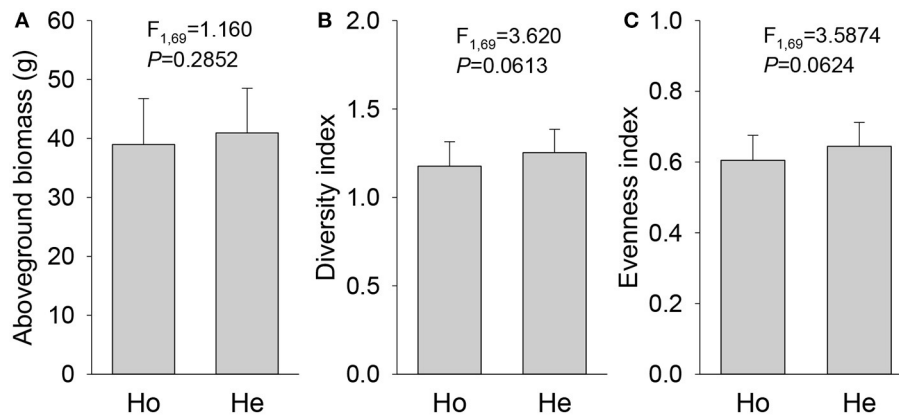 A
Aboveground biomass (g)
60
50
40
30
20
10
0
F1,69=1.160
P=0.2852
Ho He
B
Diversity index
2.0
1.5
1.0
0.5
0.0
F1,69=3.620
P=0.0613
Ho He
C
Evenness index
1.0
0.8
0.6
0.4
0.2
0.0
F1,69=3.5874
P=0.0624
Ho He